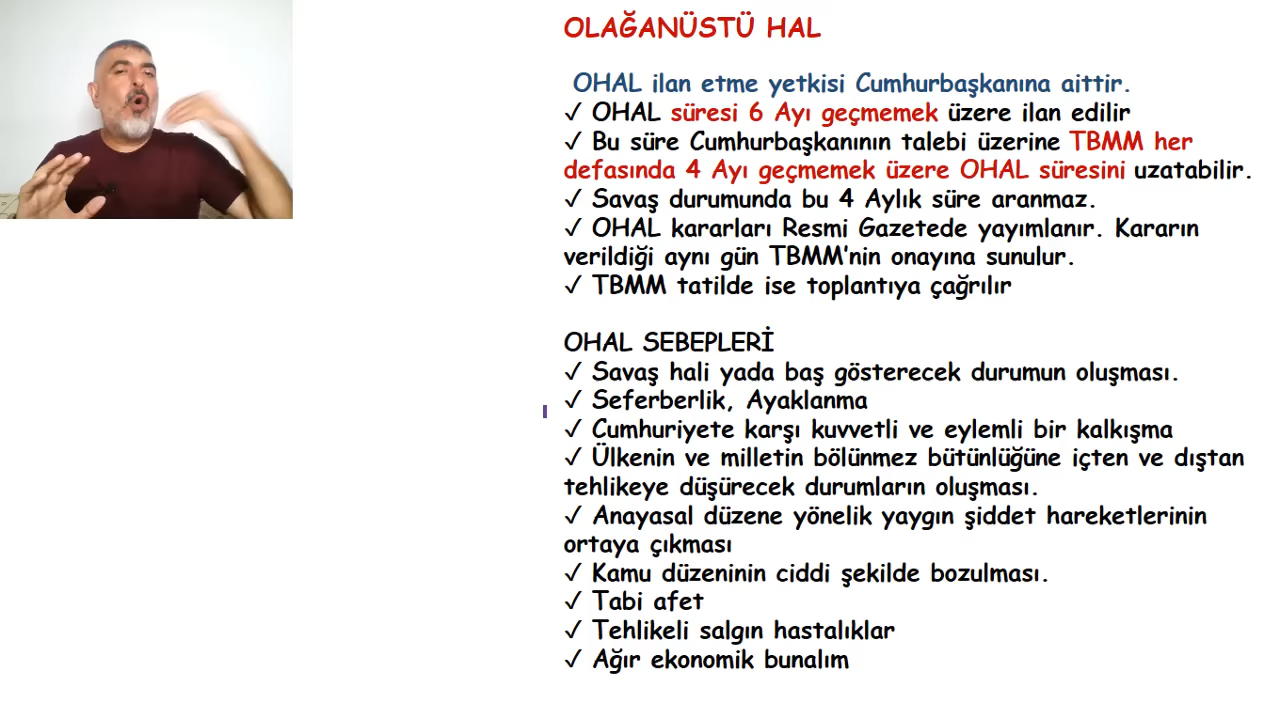 OLAĞANÜSTÜ HAL
OHAL ilan etme yetkisi Cumhurbaşkanına aittir.
✓ OHAL süresi 6 Ayı geçmemek üzere ilan edilir
✓ Bu süre Cumhurbaşkanının talebi üzerine TBMM her
defasında 4 Ayı geçmemek üzere OHAL süresini uzatabilir.
✓ Savaş durumunda bu 4 Aylık süre aranmaz.
✓ OHAL kararları Resmi Gazetede yayımlanır. Kararın
verildiği aynı gün TBMM’nin onayına sunulur.
✓ TBMM tatilde ise toplantıya çağrılır
OHAL SEBEPLERİ
✓ Savaş hali yada baş gösterecek durumun oluşması.
✓ Seferberlik, Ayaklanma
✓ Cumhuriyete karşı kuvvetli ve eylemli bir kalkışma
✓ Ülkenin ve milletin bölünmez bütünlüğüne içten ve dıştan
tehlikeye düşürecek durumların oluşması.
✓ Anayasal düzene yönelik yaygın şiddet hareketlerinin
ortaya çıkması
✓ Kamu düzeninin ciddi şekilde bozulması.
✓ Tabi afet
✓ Tehlikeli salgın hastalıklar
✓ Ağır ekonomik bunalım